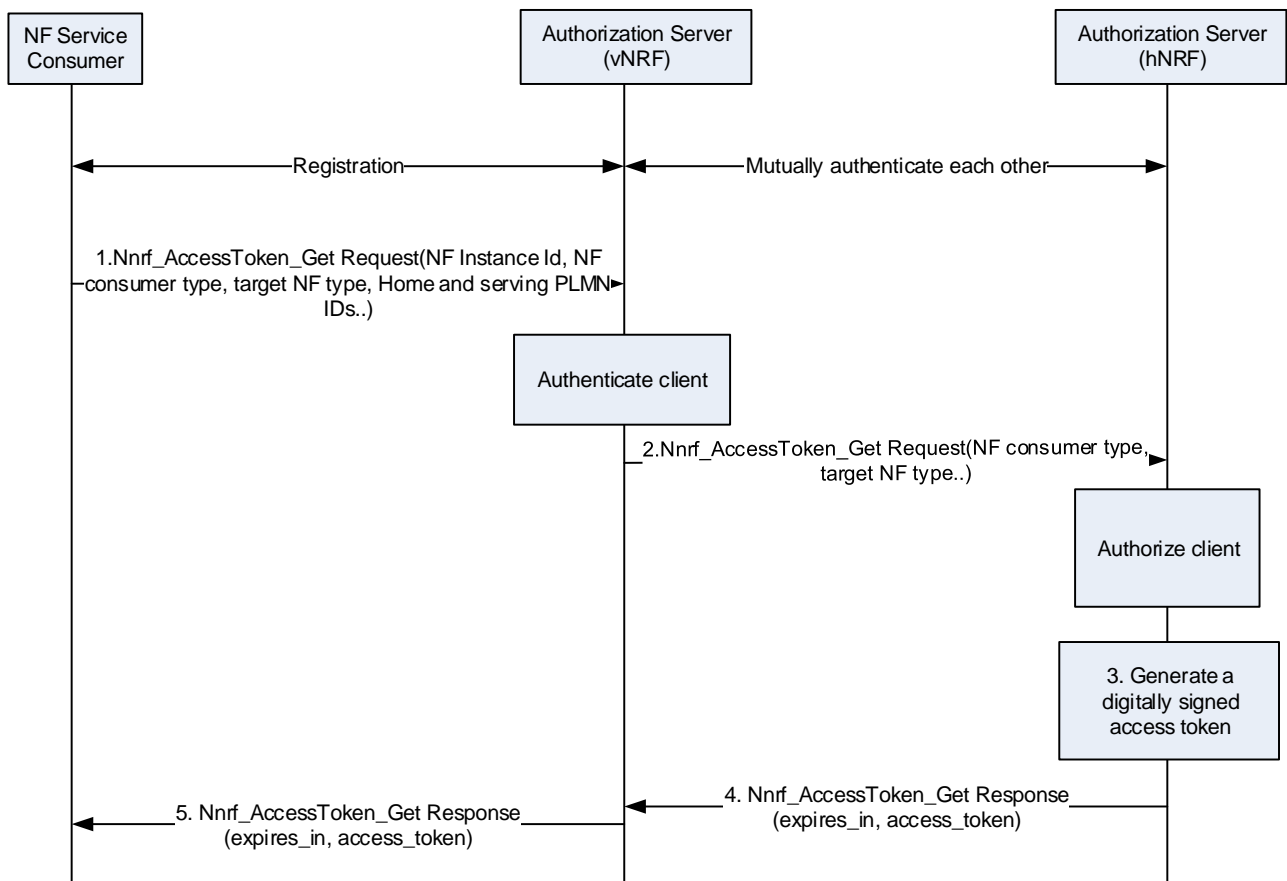 NF Service
Consumer
Authorization Server
(vNRF)
Authorization Server
(hNRF)
Registration
Mutually authenticate each other
1.Nnrf_AccessToken_Get Request(NF Instance Id, NF
consumer type, target NF type, Home and serving PLMN
IDs..)
Authenticate client
2.Nnrf_AccessToken_Get Request(NF consumer type,
target NF type..)
Authorize client
3. Generate a
digitally signed
access token
4. Nnrf_AccessToken_Get Response
(expires_in, access_token)
5. Nnrf_AccessToken_Get Response
(expires_in, access_token)